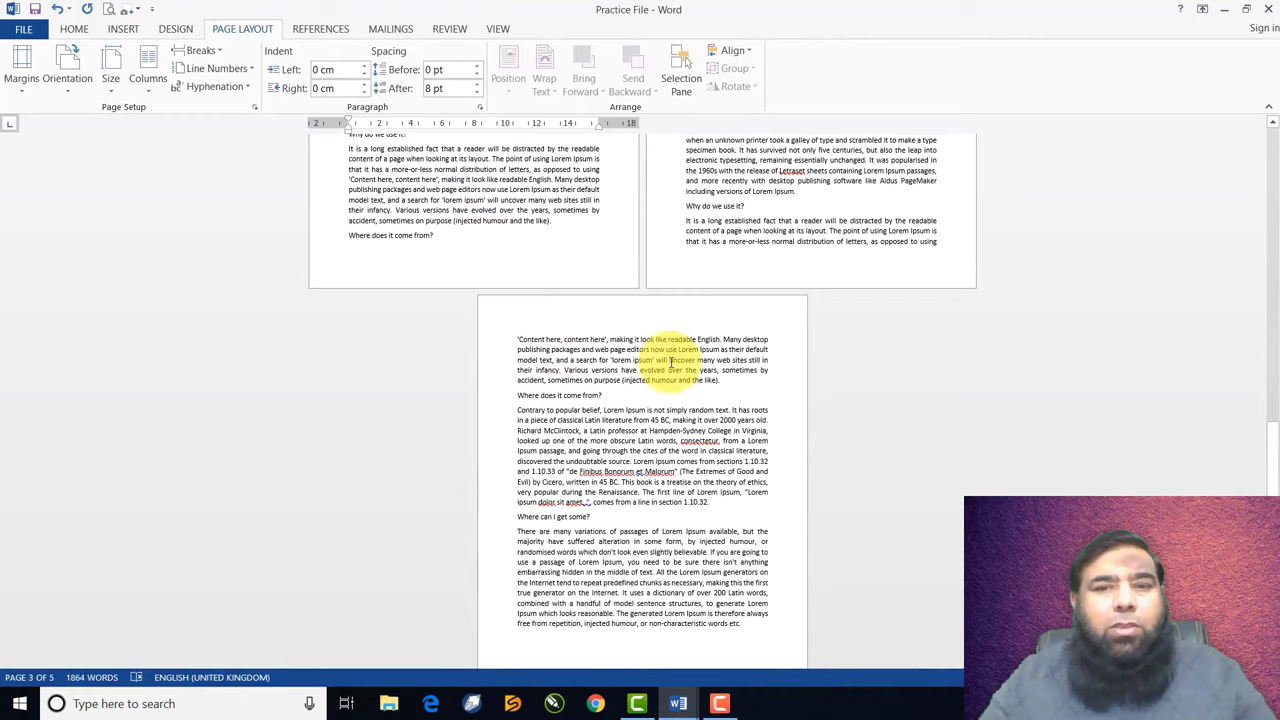 Practice File - Word
?
FILE HOME INSERT DESIGN PAGE LAYOUT REFERENCES MAILINGS REVIEW VIEW Sign in
Margins Orientation Size Columns
Breaks
Line Numbers
Hyphenation
Page Setup
Indent Spacing
Left: 0 cm Before: 0 pt
Right: 0 cm After: 8 pt
Paragraph
Position Wrap Text Bring Forward Send Backward Selection Pane
Align
Group
Rotate
Arrange
2 2 4 6 8 10 12 14 18
Why do we use it?
It is a long established fact that a reader will be distracted by the readable
content of a page when looking at its layout. The point of using Lorem Ipsum is
that it has a more-or-less normal distribution of letters, as opposed to using
'Content here, content here', making it look like readable English. Many desktop
publishing packages and web page editors now use Lorem Ipsum as their default
model text, and a search for 'lorem ipsum' will uncover many web sites still in
their infancy. Various versions have evolved over the years, sometimes by
accident, sometimes on purpose (injected humour and the like).
Where does it come from?
when an unknown printer took a galley of type and scrambled it to make a type
specimen book. It has survived not only five centuries, but also the leap into
electronic typesetting, remaining essentially unchanged. It was popularised in
the 1960s with the release of Letraset sheets containing Lorem Ipsum passages,
and more recently with desktop publishing software like Aldus PageMaker
including versions of Lorem Ipsum.
Why do we use it?
It is a long established fact that a reader will be distracted by the readable
content of a page when looking at its layout. The point of using Lorem Ipsum is
that it has a more-or-less normal distribution of letters, as opposed to using
'Content here, content here', making it look like readable English. Many desktop
publishing packages and web page editors now use Lorem Ipsum as their default
model text, and a search for 'lorem ipsum' will uncover many web sites still in
their infancy. Various versions have evolved over the years, sometimes by
accident, sometimes on purpose (injected humour and the like).
Where does it come from?
Contrary to popular belief, Lorem Ipsum is not simply random text. It has roots
in a piece of classical Latin literature from 45 BC, making it over 2000 years old.
Richard McClintock, a Latin professor at Hampden-Sydney College in Virginia,
looked up one of the more obscure Latin words, consectetur, from a Lorem
Ipsum passage, and going through the cites of the word in classical literature,
discovered the undoubtable source. Lorem Ipsum comes from sections 1.10.32
and 1.10.33 of "de Finibus Bonorum et Malorum" (The Extremes of Good and
Evil) by Cicero, written in 45 BC. This book is a treatise on the theory of ethics,
very popular during the Renaissance. The first line of Lorem Ipsum, "Lorem
ipsum dolor sit amet..", comes from a line in section 1.10.32.
Where can I get some?
There are many variations of passages of Lorem Ipsum available, but the
majority have suffered alteration in some form, by injected humour, or
randomised words which don't look even slightly believable. If you are going to
use a passage of Lorem Ipsum, you need to be sure there isn't anything
embarrassing hidden in the middle of text. All the Lorem Ipsum generators on
the Internet tend to repeat predefined chunks as necessary, making this the first
true generator on the Internet. It uses a dictionary of over 200 Latin words,
combined with a handful of model sentence structures, to generate Lorem
Ipsum which looks reasonable. The generated Lorem Ipsum is therefore always
free from repetition, injected humour, or non-characteristic words etc.
PAGE 3 OF 5 1864 WORDS ENGLISH (UNITED KINGDOM)
Type here to search